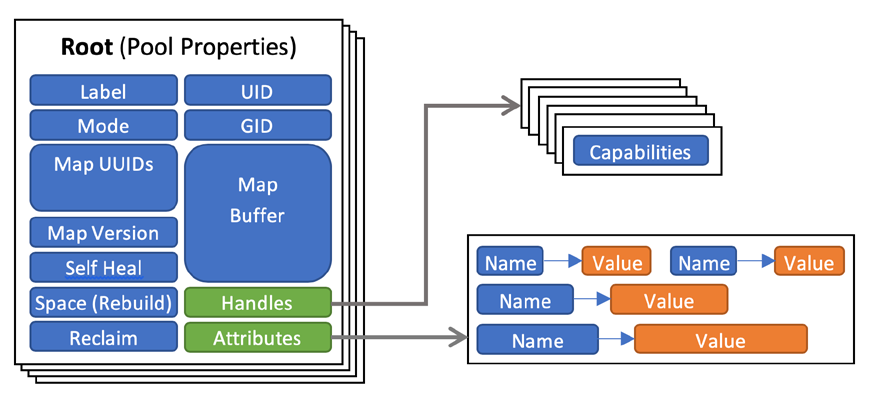 Root (Pool Properties)
Label
UID
Mode
GID
Map UUIDs
Map
Buffer
Map Version
Self Heal
Space (Rebuild)
Handles
Reclaim
Attributes
Capabilities
Name
Value
Name
Value
Name
Value
Name
Value